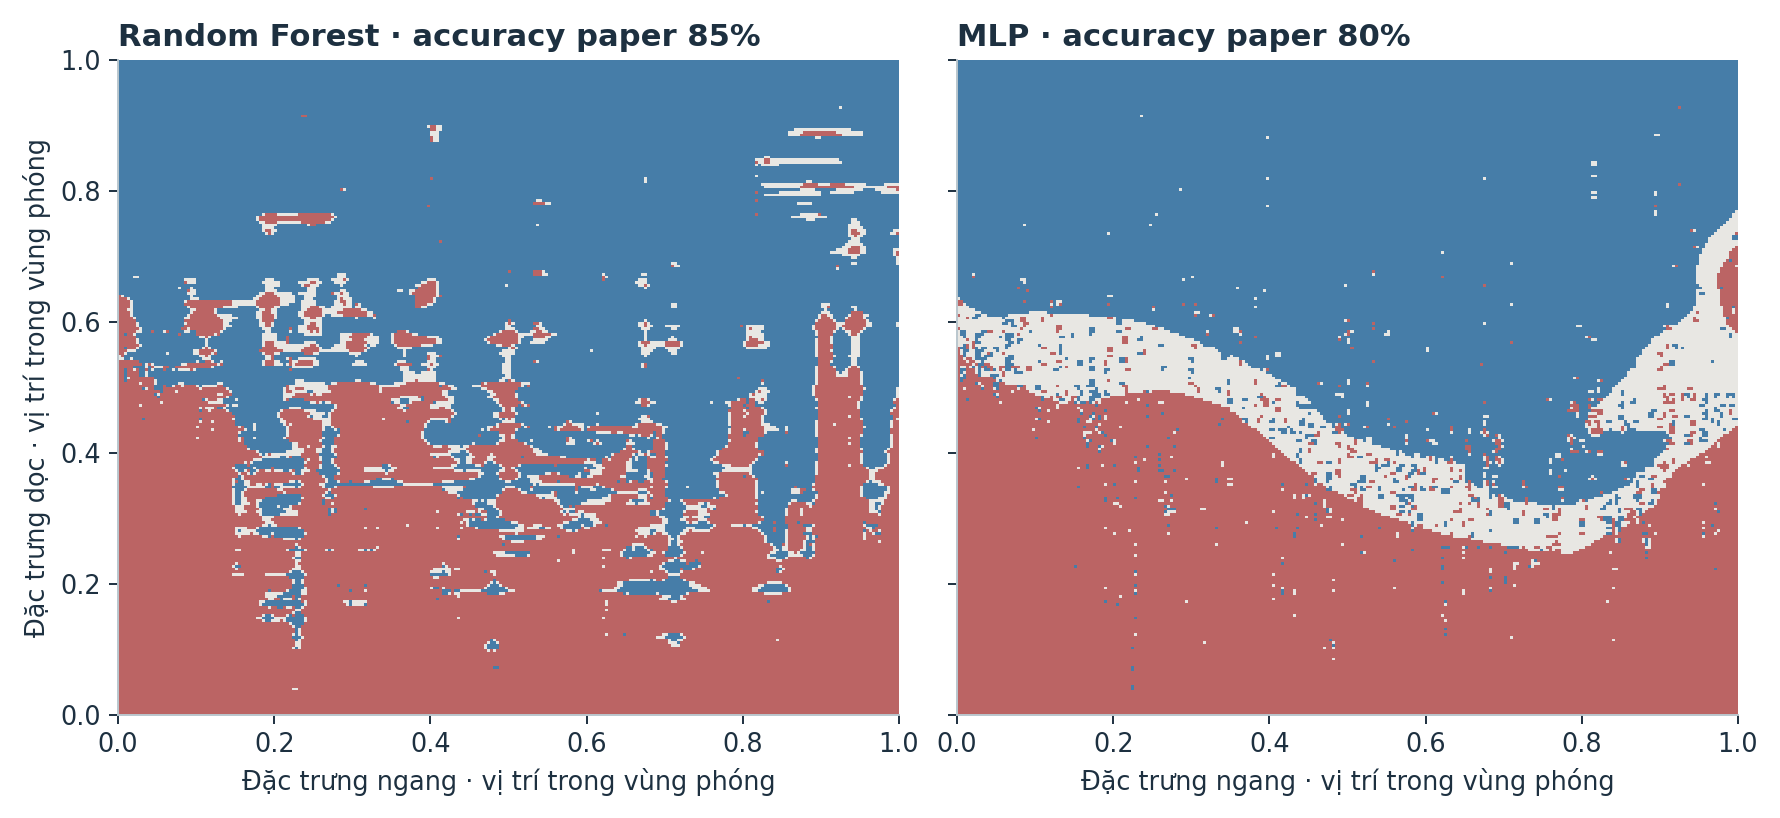 Random Forest · accuracy paper 85%
MLP · accuracy paper 80%
Đặc trưng dọc · vị trí trong vùng phóng
1.0
0.8
0.6
0.4
0.2
0.0
0.0 0.2 0.4 0.6 0.8 1.0
0.0 0.2 0.4 0.6 0.8 1.0
Đặc trưng ngang · vị trí trong vùng phóng
Đặc trưng ngang · vị trí trong vùng phóng